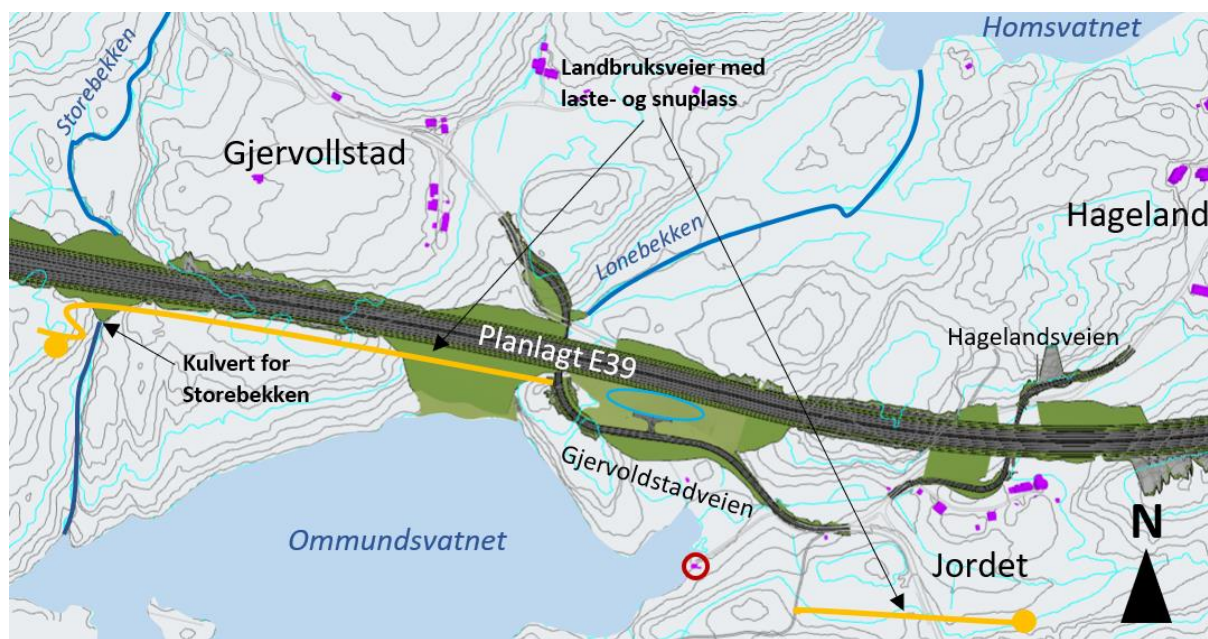 Homsvatnet
Storebekken
Landbruksveier med
laste- og snuplass
Gjervollstad
Hageland
Lonebekken
Planlagt E39
Hagelandsveien
Kulvert for
Storebekken
Gjervoldstadveien
Ommundsvatnet
N
Jordet